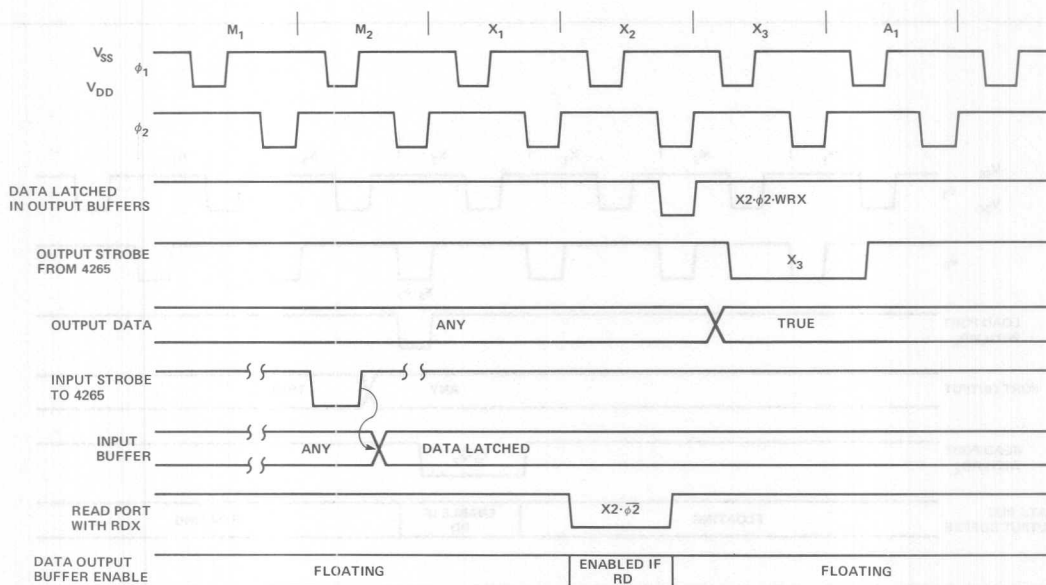 M1 M2 X1 X2 X3 A1
VSS
ϕ1
VDD
ϕ2
DATA LATCHED
IN OUTPUT BUFFERS
X2·ϕ2·WRX
OUTPUT STROBE
FROM 4265
X3
OUTPUT DATA
ANY
TRUE
INPUT STROBE
TO 4265
INPUT
BUFFER
ANY
DATA LATCHED
READ PORT
WITH RDX
X2·ϕ2̅
DATA OUTPUT
BUFFER ENABLE
FLOATING
ENABLED IF
RD
FLOATING